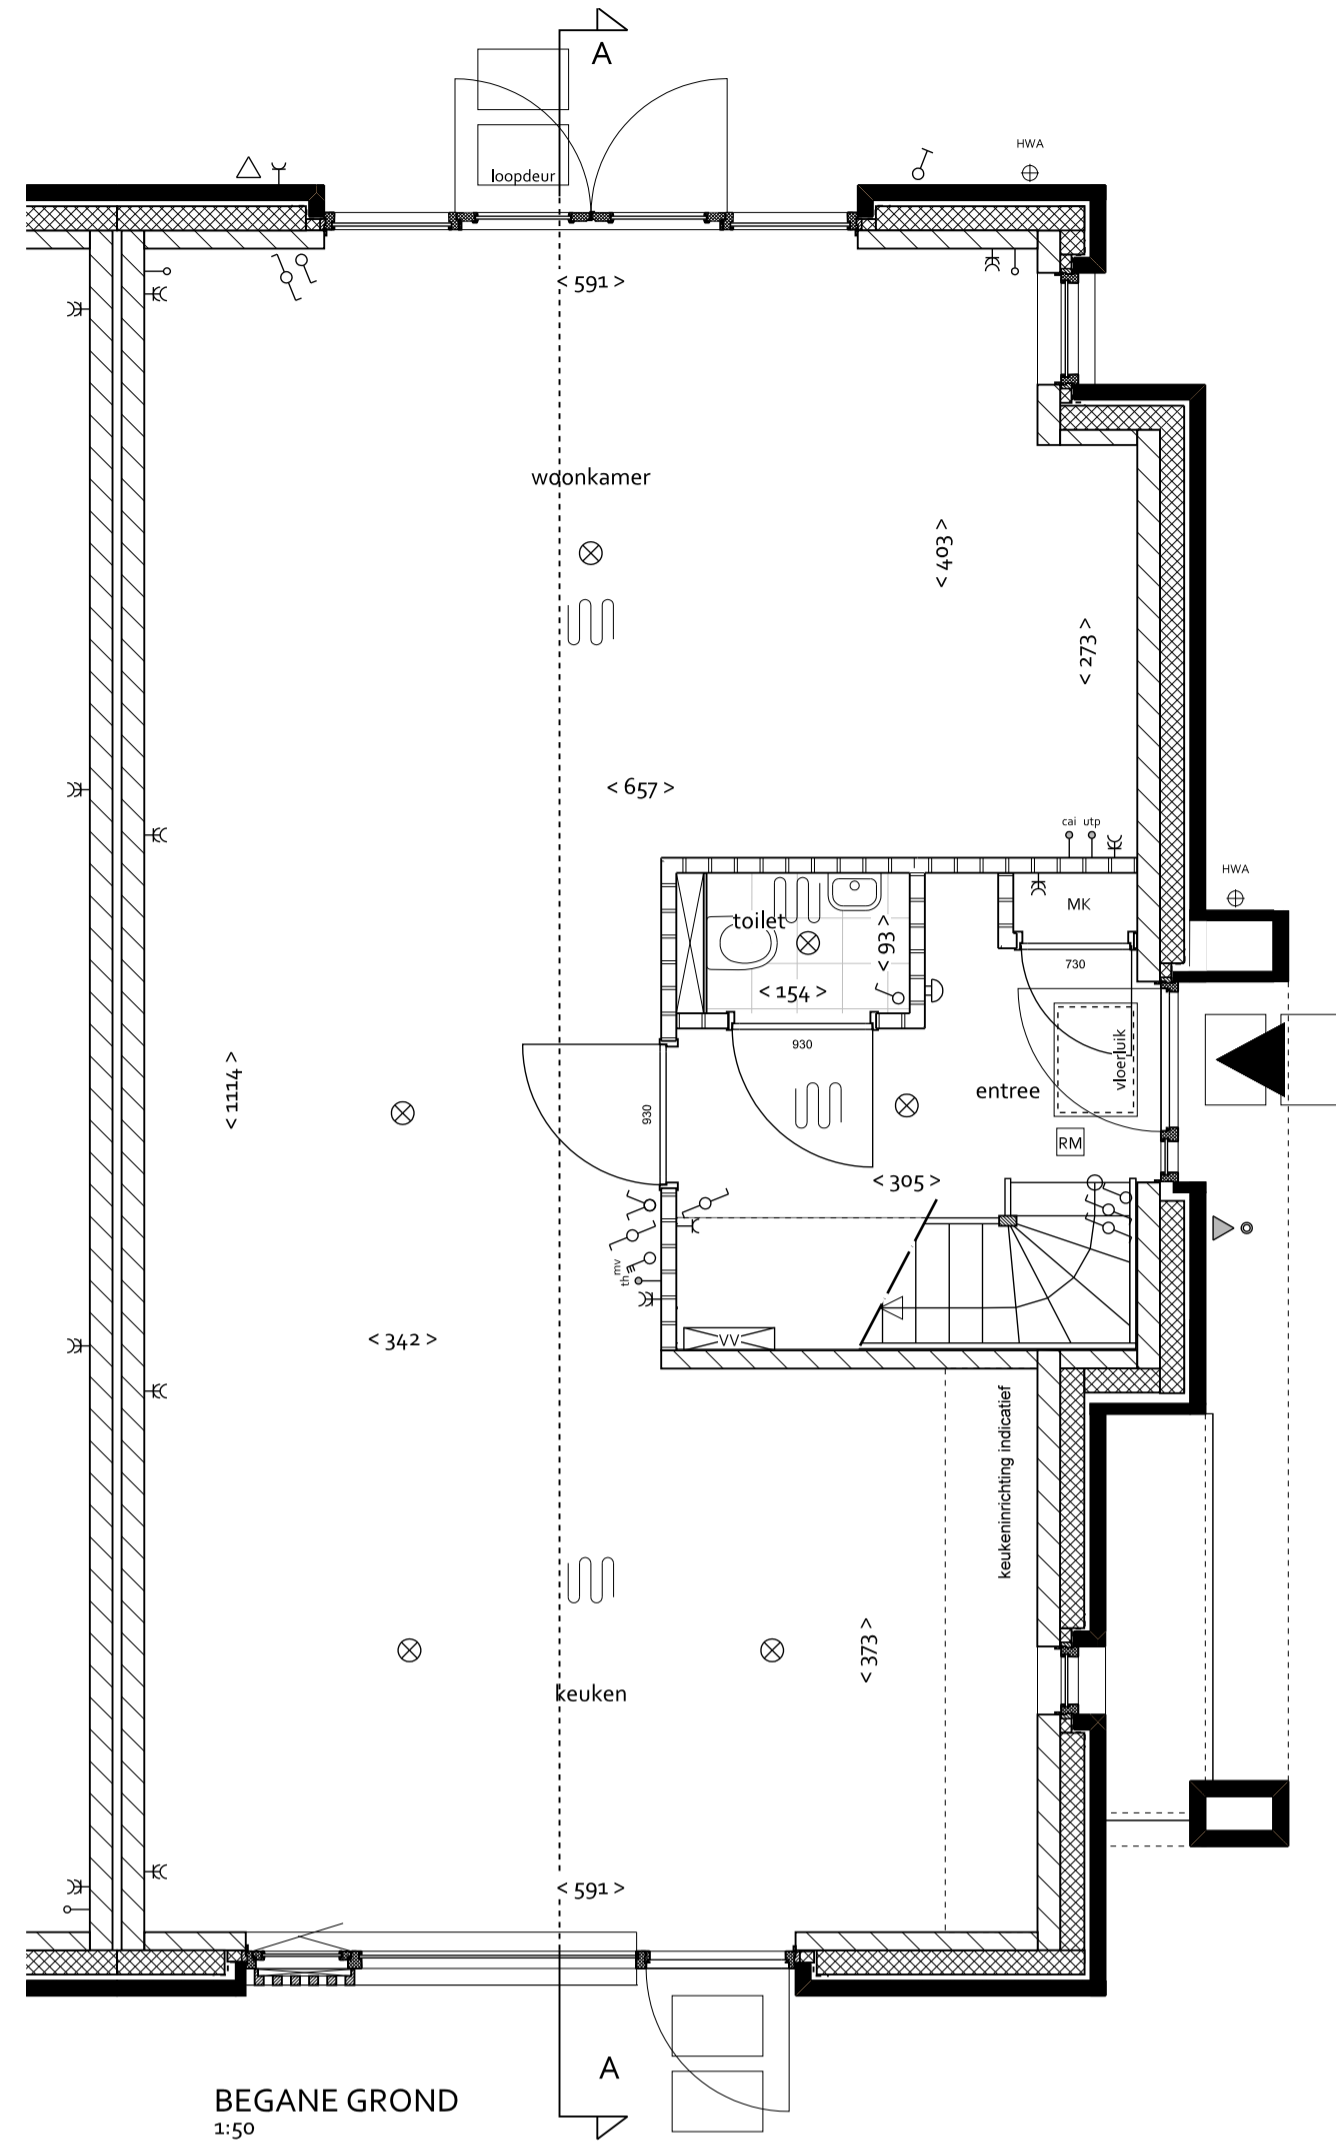 A
HWA
loopdeur
< 591 >
woonkamer
< 403 >
< 273 >
< 657 >
cai utp
HWA
MK
toilet
< 93 >
730
< 154 >
930
vloerluik
< 1114 >
entree
930
RM
< 305 >
mv
th
VV
< 342 >
keukeninrichting indicatief
< 373 >
keuken
< 591 >
A
BEGANE GROND
1:50